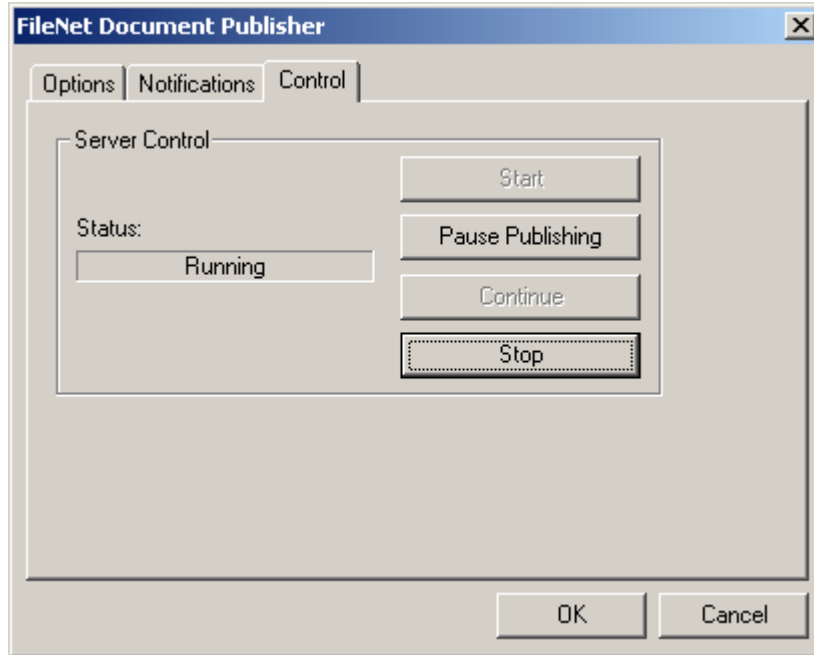 FileNet Document Publisher
Options
Notifications
Control
Server Control
Start
Status:
Pause Publishing
Running
Continue
Stop
OK
Cancel